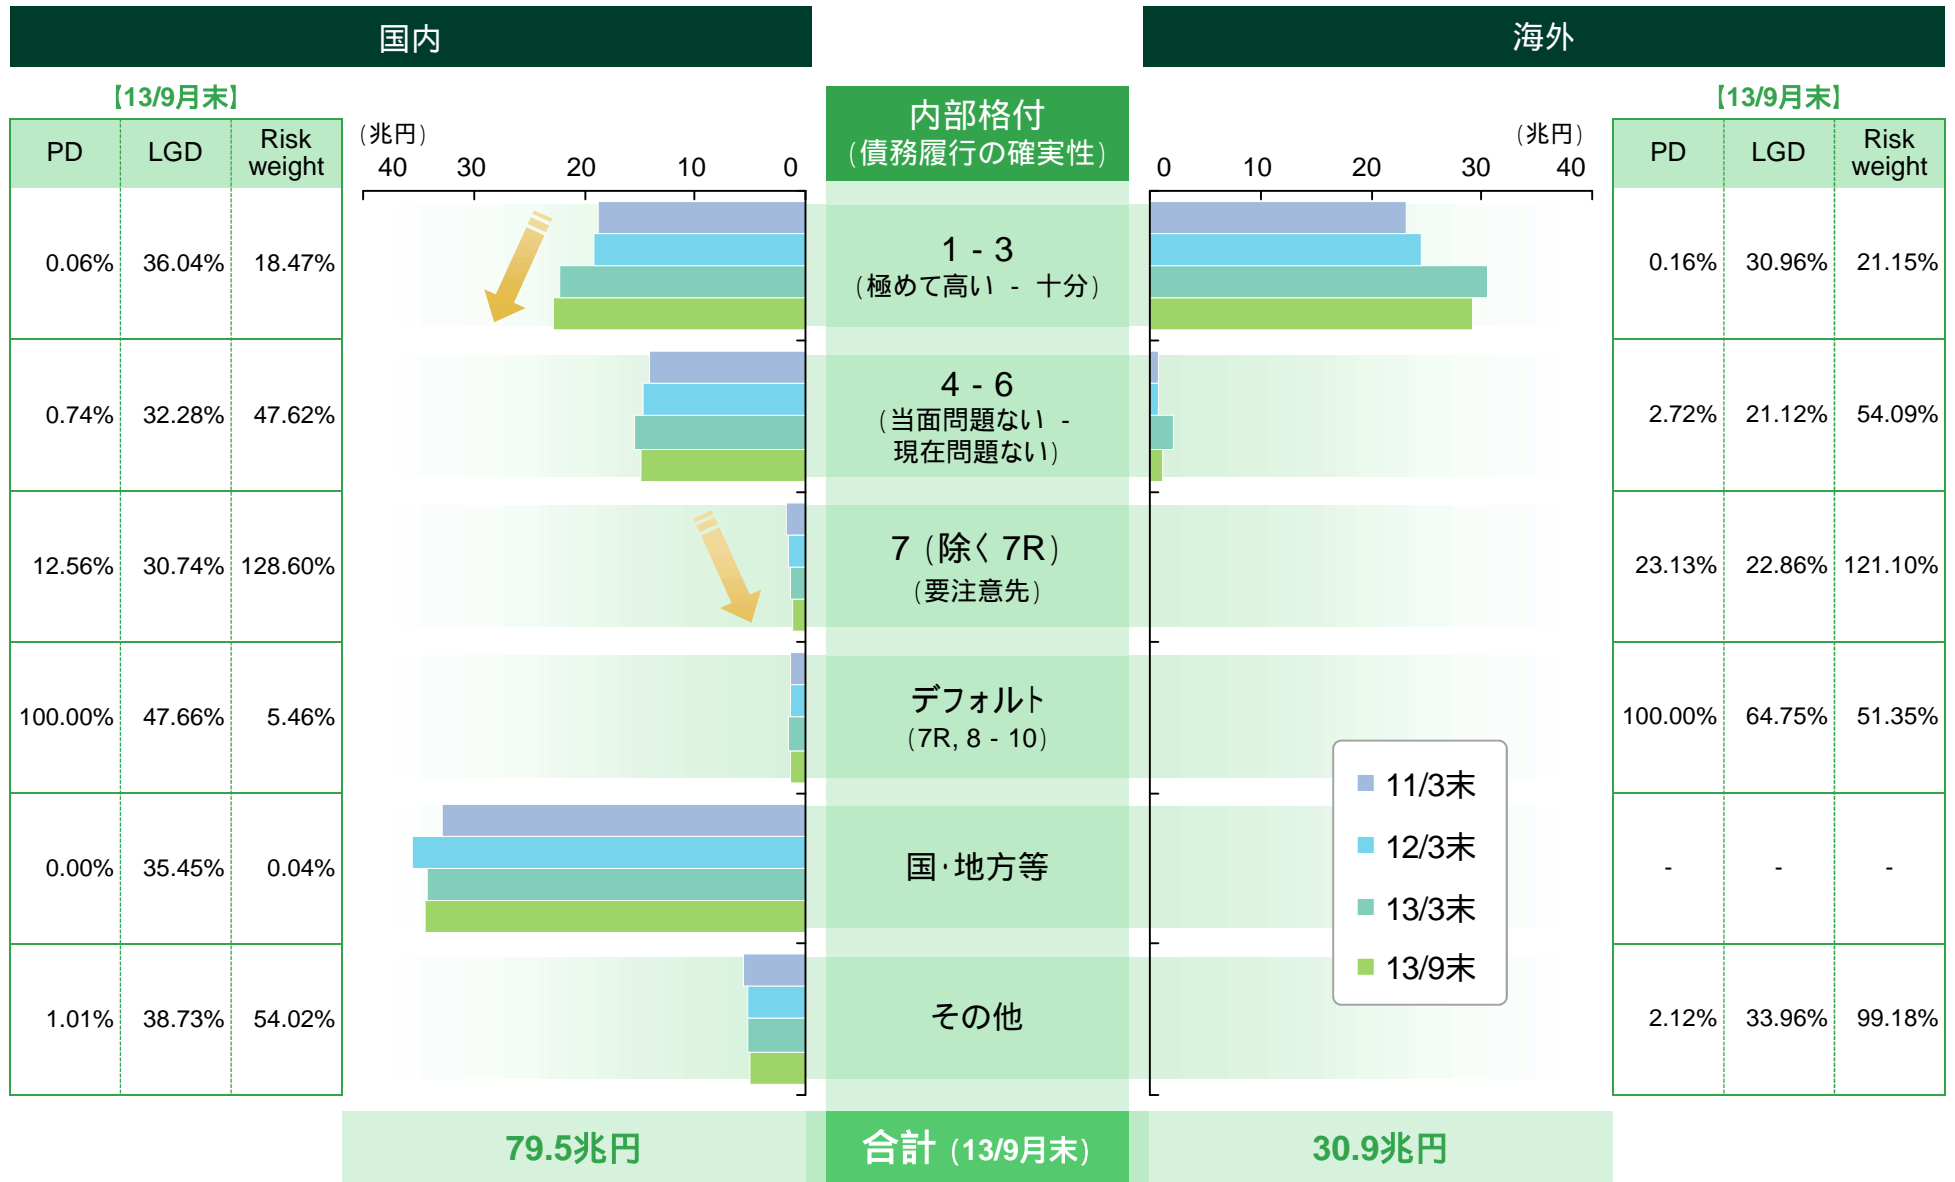 国内
海外
【13/9月末】
【13/9月末】
PD LGD Risk weight
(兆円)
40 30 20 10 0
内部格付
(債務履行の確実性)
(兆円)
0 10 20 30 40
PD LGD Risk weight
0.06% 36.04% 18.47%
1 - 3
(極めて高い - 十分)
0.16% 30.96% 21.15%
0.74% 32.28% 47.62%
4 - 6
(当面問題ない -
現在問題ない)
2.72% 21.12% 54.09%
12.56% 30.74% 128.60%
7 (除く 7R)
(要注意先)
23.13% 22.86% 121.10%
100.00% 47.66% 5.46%
デフォルト
(7R, 8 - 10)
100.00% 64.75% 51.35%
0.00% 35.45% 0.04%
国・地方等
- - -
1.01% 38.73% 54.02%
その他
2.12% 33.96% 99.18%
11/3末
12/3末
13/3末
13/9末
79.5兆円
合計 (13/9月末)
30.9兆円